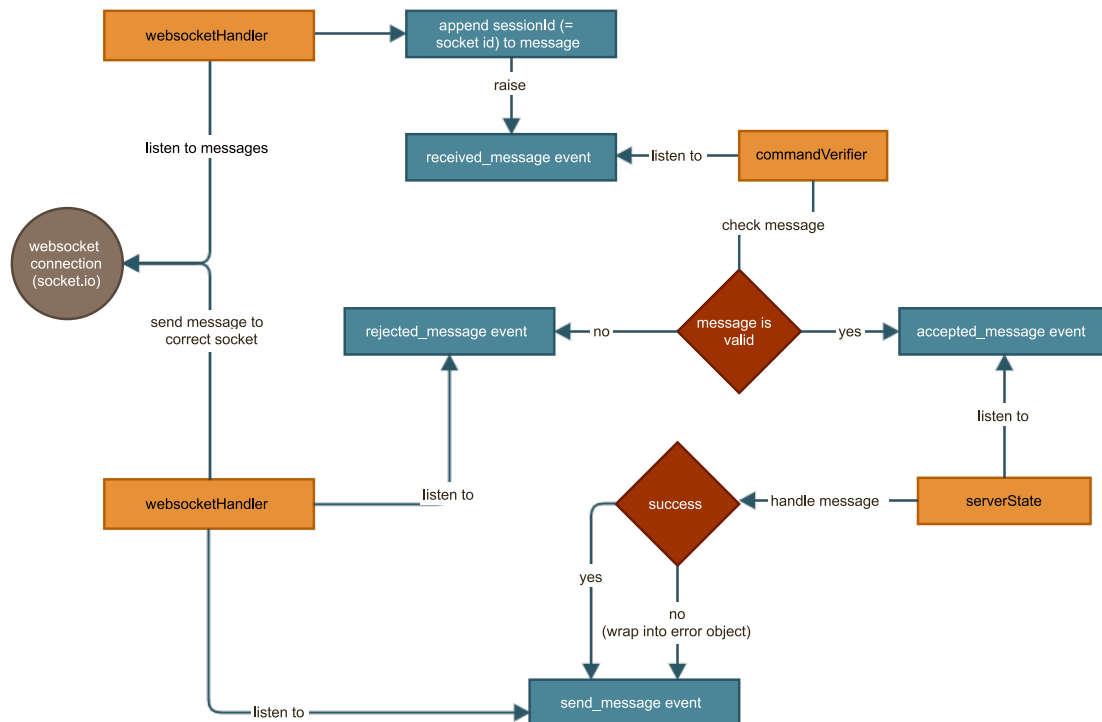 websocketHandler
append sessionId (=
socket id) to message
raise
listen to messages
received_message event
listen to
commandVerifier
check message
websocket
connection
(socket.io)
send message to
correct socket
rejected_message event
no
message is
valid
yes
accepted_message event
listen to
websocketHandler
listen to
success
handle message
serverState
yes
no
(wrap into error object)
listen to
send_message event